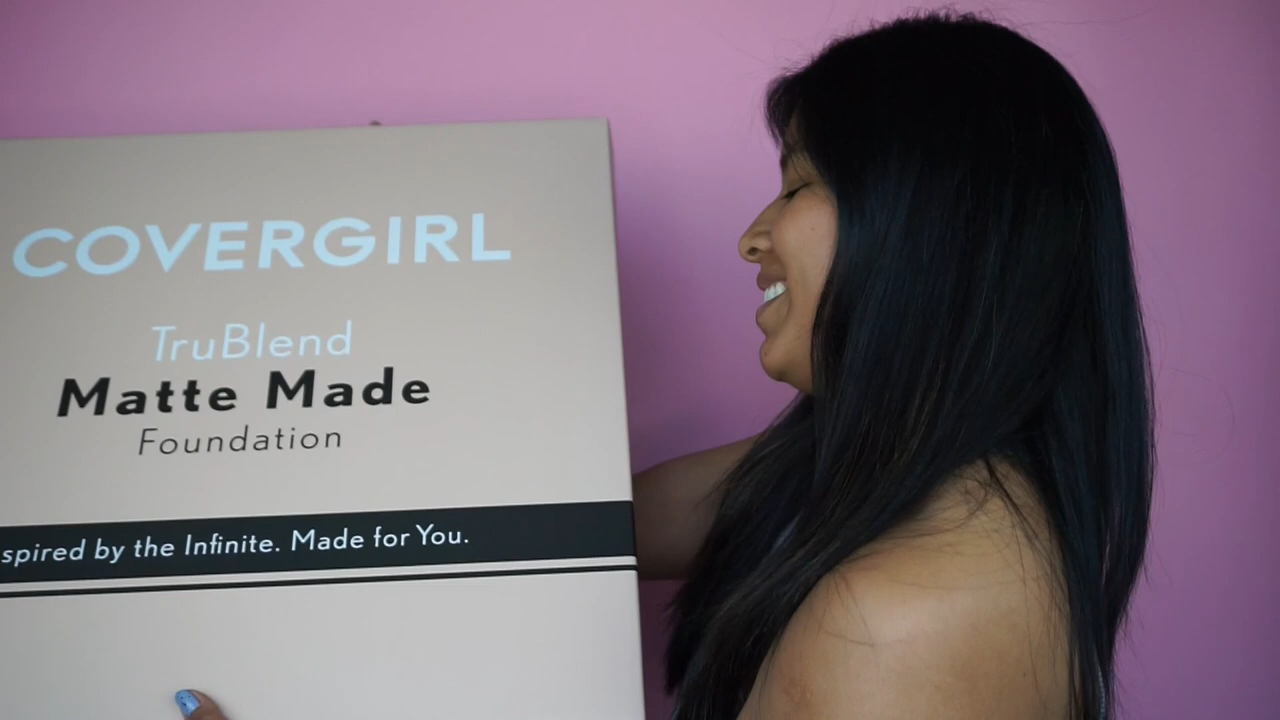 COVERGIRL
TruBlend
Matte Made
Foundation
spired by the Infinite. Made for You.